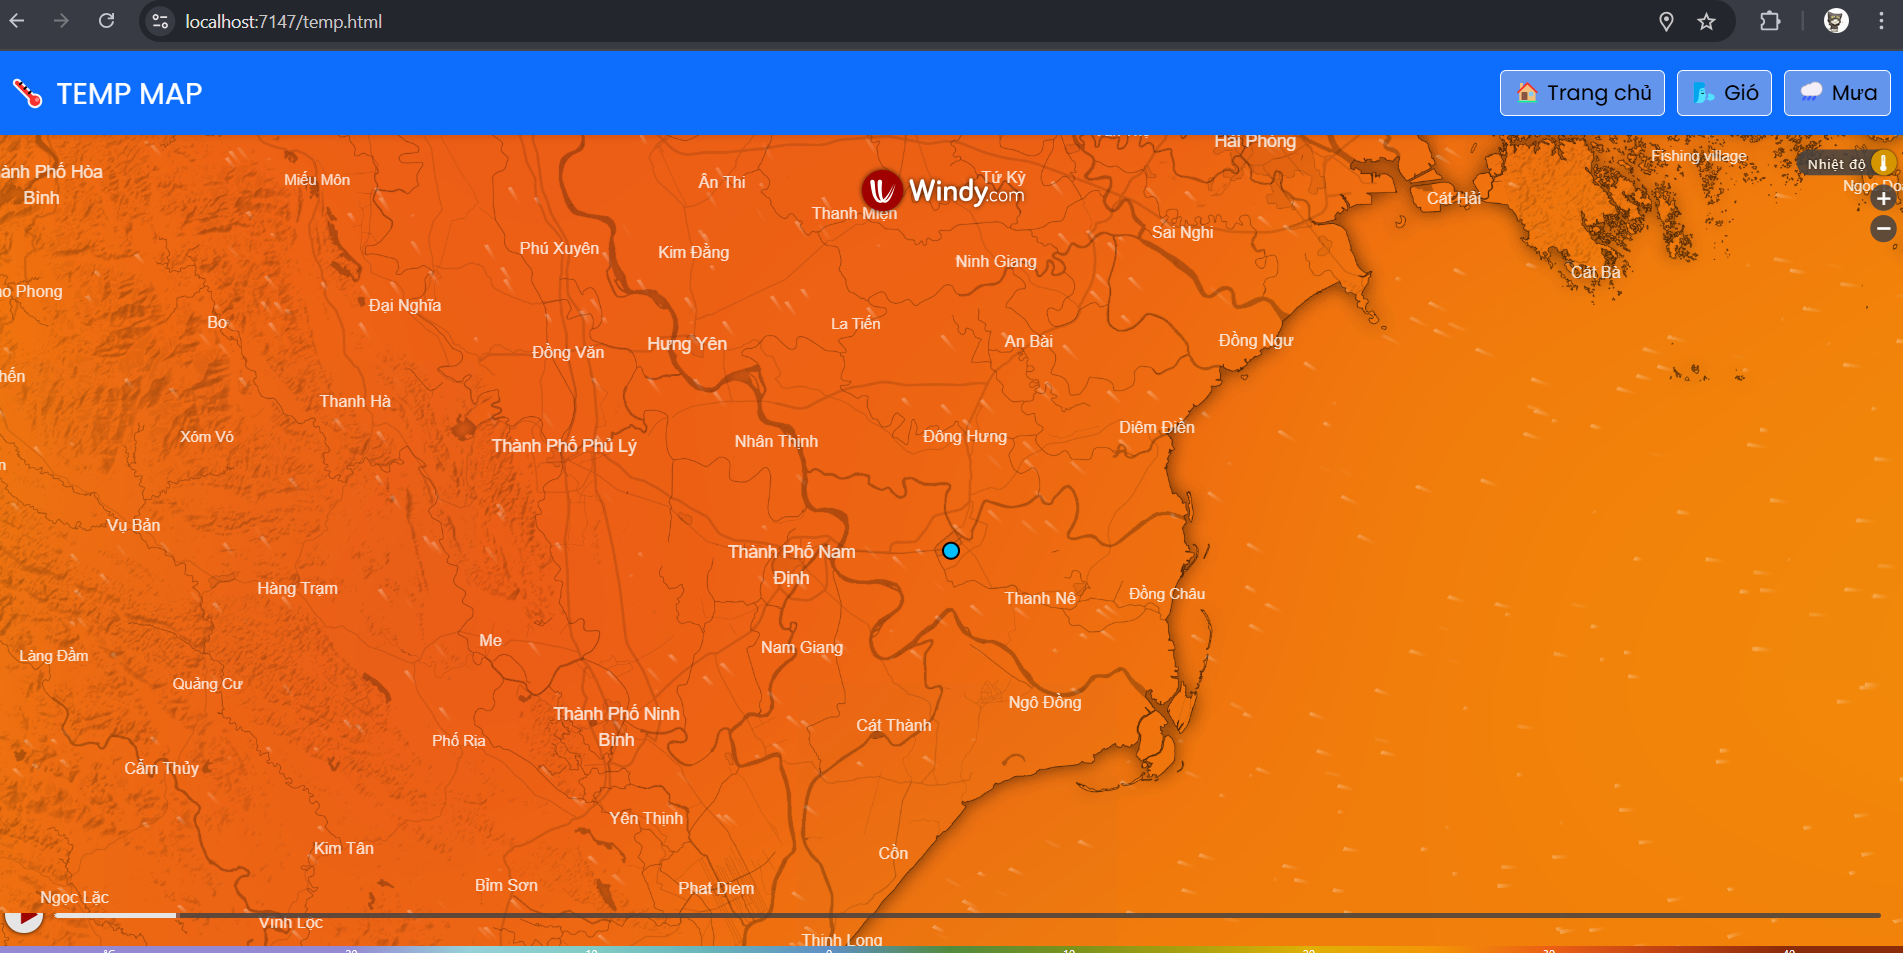 localhost:7147/temp.html
TEMP MAP
Trang chủ
Gió
Mưa
Hải Phòng
Fishing village
Nhiệt độ
ành Phố Hòa
Bình
Miếu Môn
Ân Thi
Windy.com
Tứ Kỳ
Thanh Miện
Cát Hải
Sai Nghi
Phú Xuyên
Kim Đằng
Ninh Giang
Cát Bà
o Phong
Đại Nghĩa
Bo
La Tiến
Hưng Yên
An Bài
Đồng Ngư
Đồng Văn
hến
Thanh Hà
Xóm Vó
Thành Phố Phủ Lý
Nhân Thịnh
Đông Hưng
Diêm Điền
n
Vụ Bản
Thành Phố Nam
Định
Hàng Trạm
Thanh Nê
Đồng Châu
Me
Nam Giang
Làng Đầm
Quảng Cư
Ngô Đồng
Thành Phố Ninh
Bình
Cát Thành
Phố Rịa
Cẩm Thủy
Yên Thịnh
Kim Tân
Cồn
Bỉm Sơn
Phat Diem
Ngọc Lặc
Vĩnh Lộc
Thinh Long